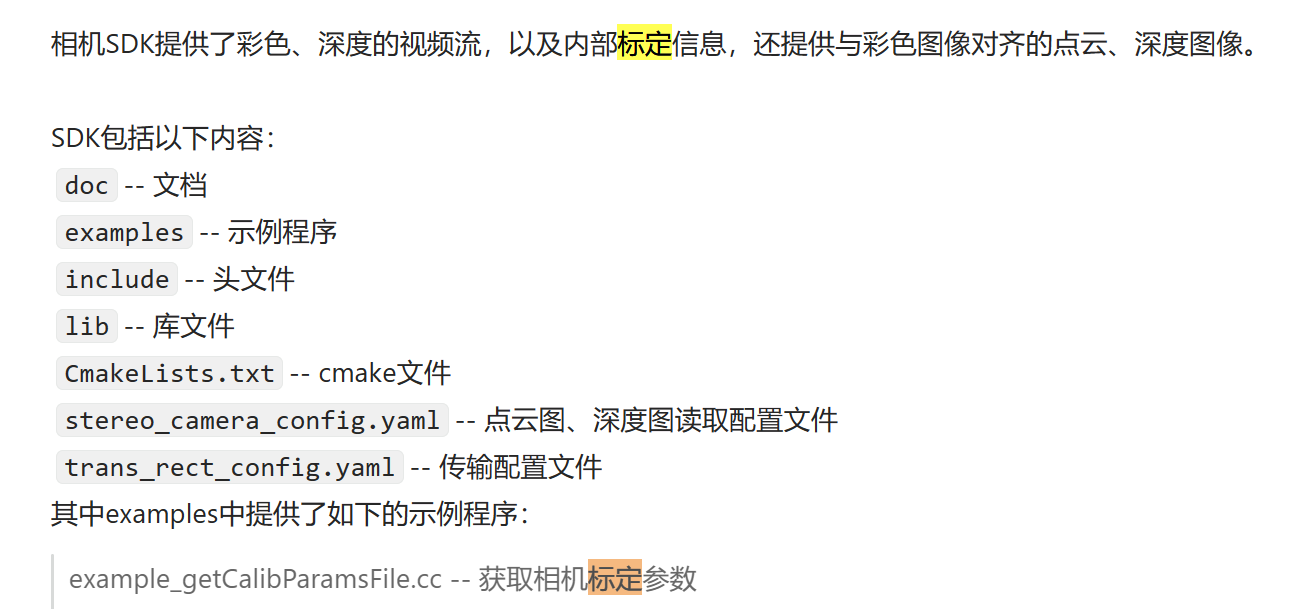 相机SDK提供了彩色、深度的视频流，以及内部标定信息，还提供与彩色图像对齐的点云、深度图像。
SDK包括以下内容：
doc -- 文档
examples -- 示例程序
include -- 头文件
lib -- 库文件
CmakeLists.txt -- cmake文件
stereo_camera_config.yaml -- 点云图、深度图读取配置文件
trans_rect_config.yaml -- 传输配置文件
其中examples中提供了如下的示例程序：
example_getCalibParamsFile.cc -- 获取相机标定参数